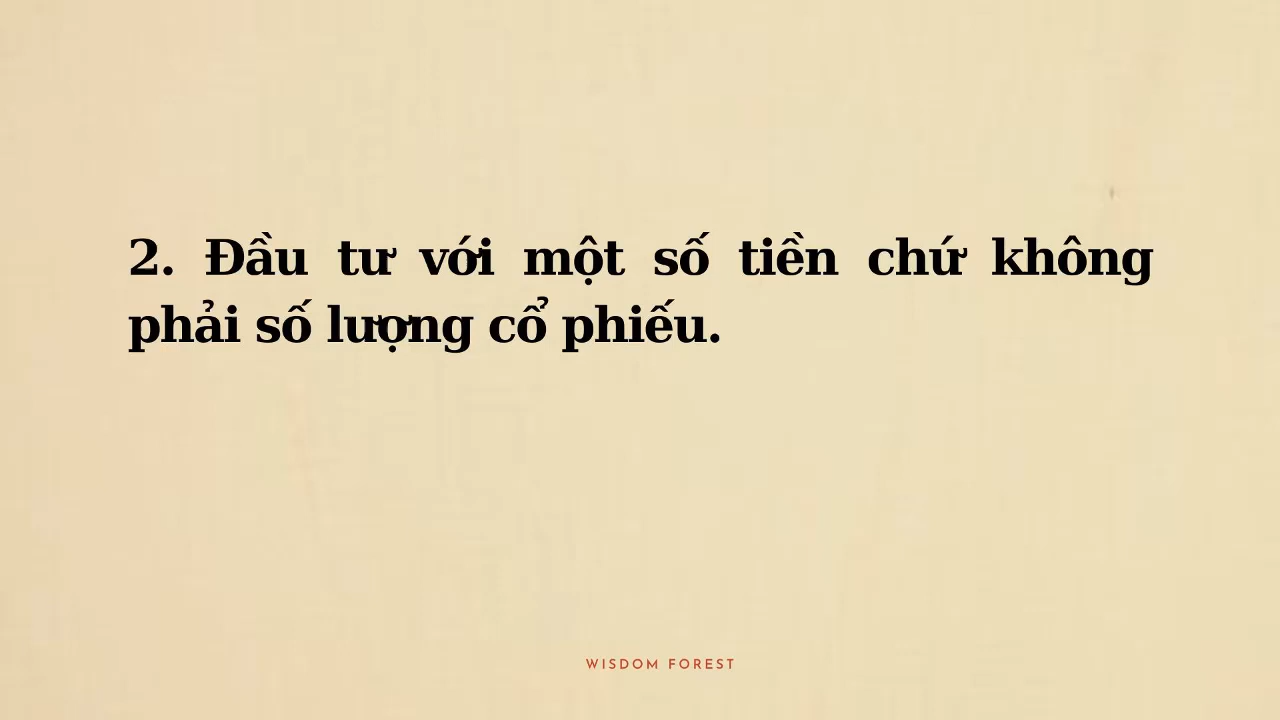 2. Đầu tư với một số tiền chứ không
phải số lượng cổ phiếu.
WISDOM FOREST